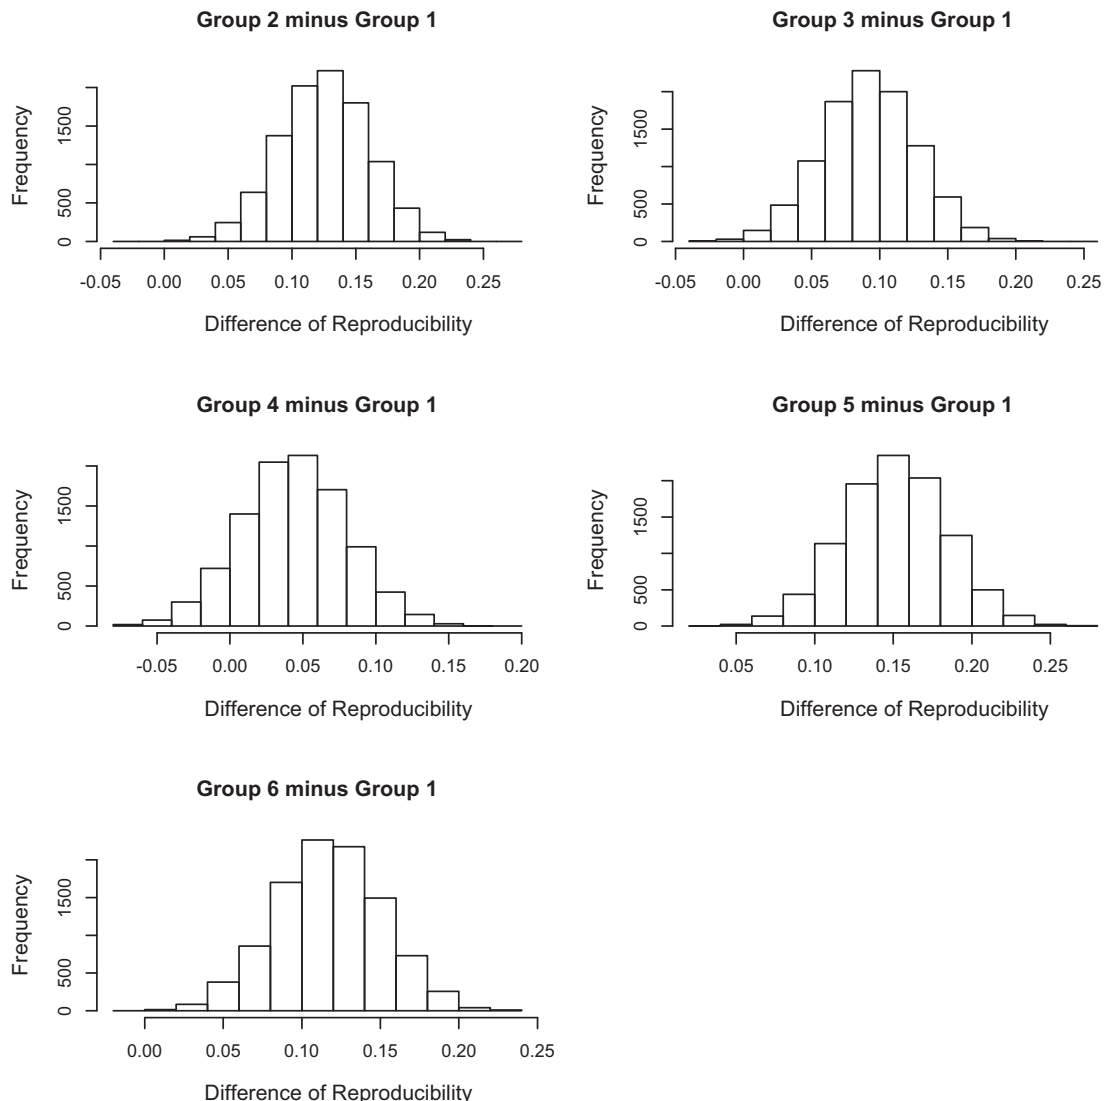 Group 2 minus Group 1
Frequency
0 500 1500
-0.05 0.00 0.05 0.10 0.15 0.20 0.25
Difference of Reproducibility
Group 3 minus Group 1
Frequency
0 500 1500
-0.05 0.00 0.05 0.10 0.15 0.20 0.25
Difference of Reproducibility
Group 4 minus Group 1
Frequency
0 500 1500
-0.05 0.00 0.05 0.10 0.15 0.20
Difference of Reproducibility
Group 5 minus Group 1
Frequency
0 500 1500
0.05 0.10 0.15 0.20 0.25
Difference of Reproducibility
Group 6 minus Group 1
Frequency
0 500 1500
0.00 0.05 0.10 0.15 0.20 0.25
Difference of Reproducibility